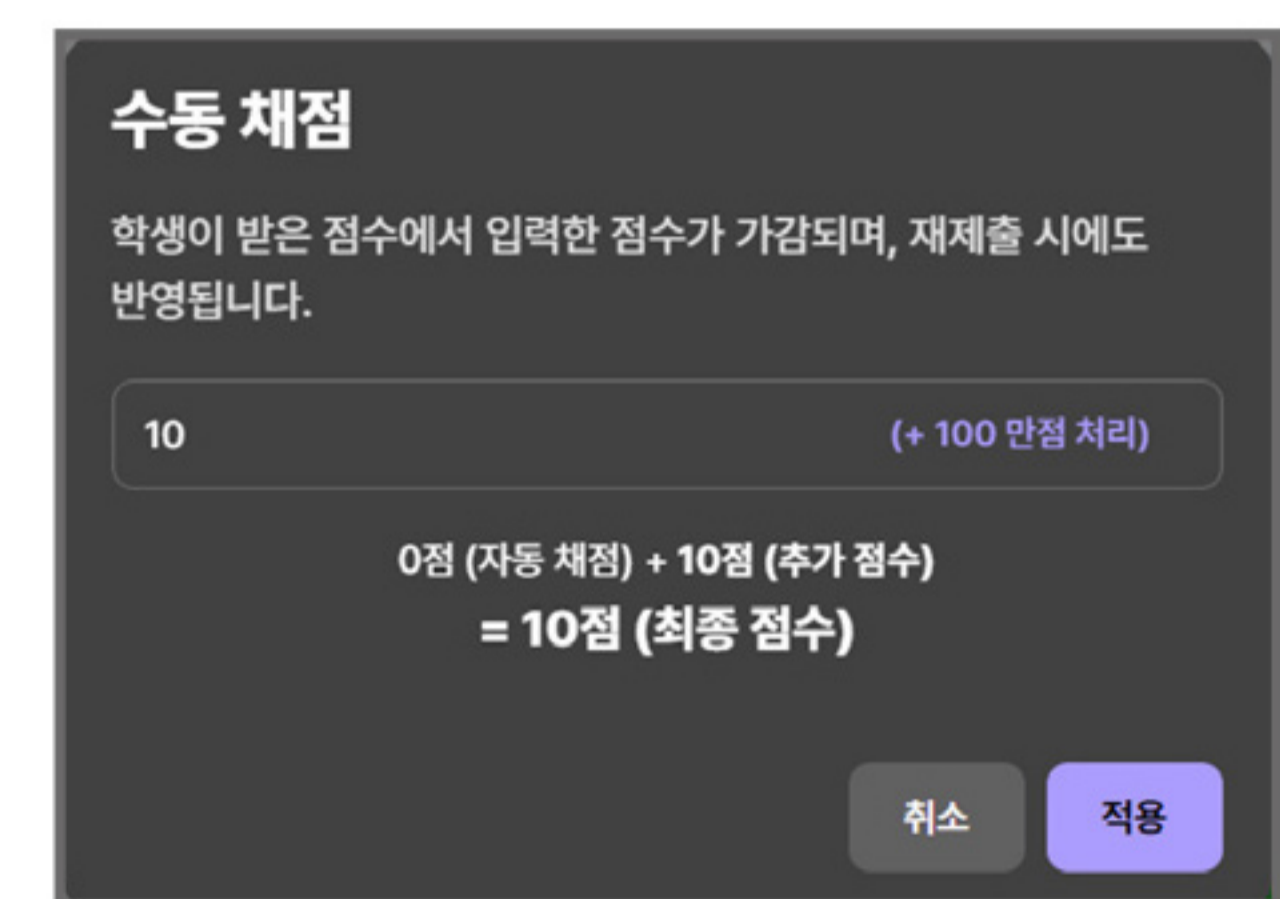 수동 채점
학생이 받은 점수에서 입력한 점수가 가감되며, 재제출 시에도
반영됩니다.
10 (+ 100 만점 처리)
0점 (자동 채점) + 10점 (추가 점수)
= 10점 (최종 점수)
취소 적용